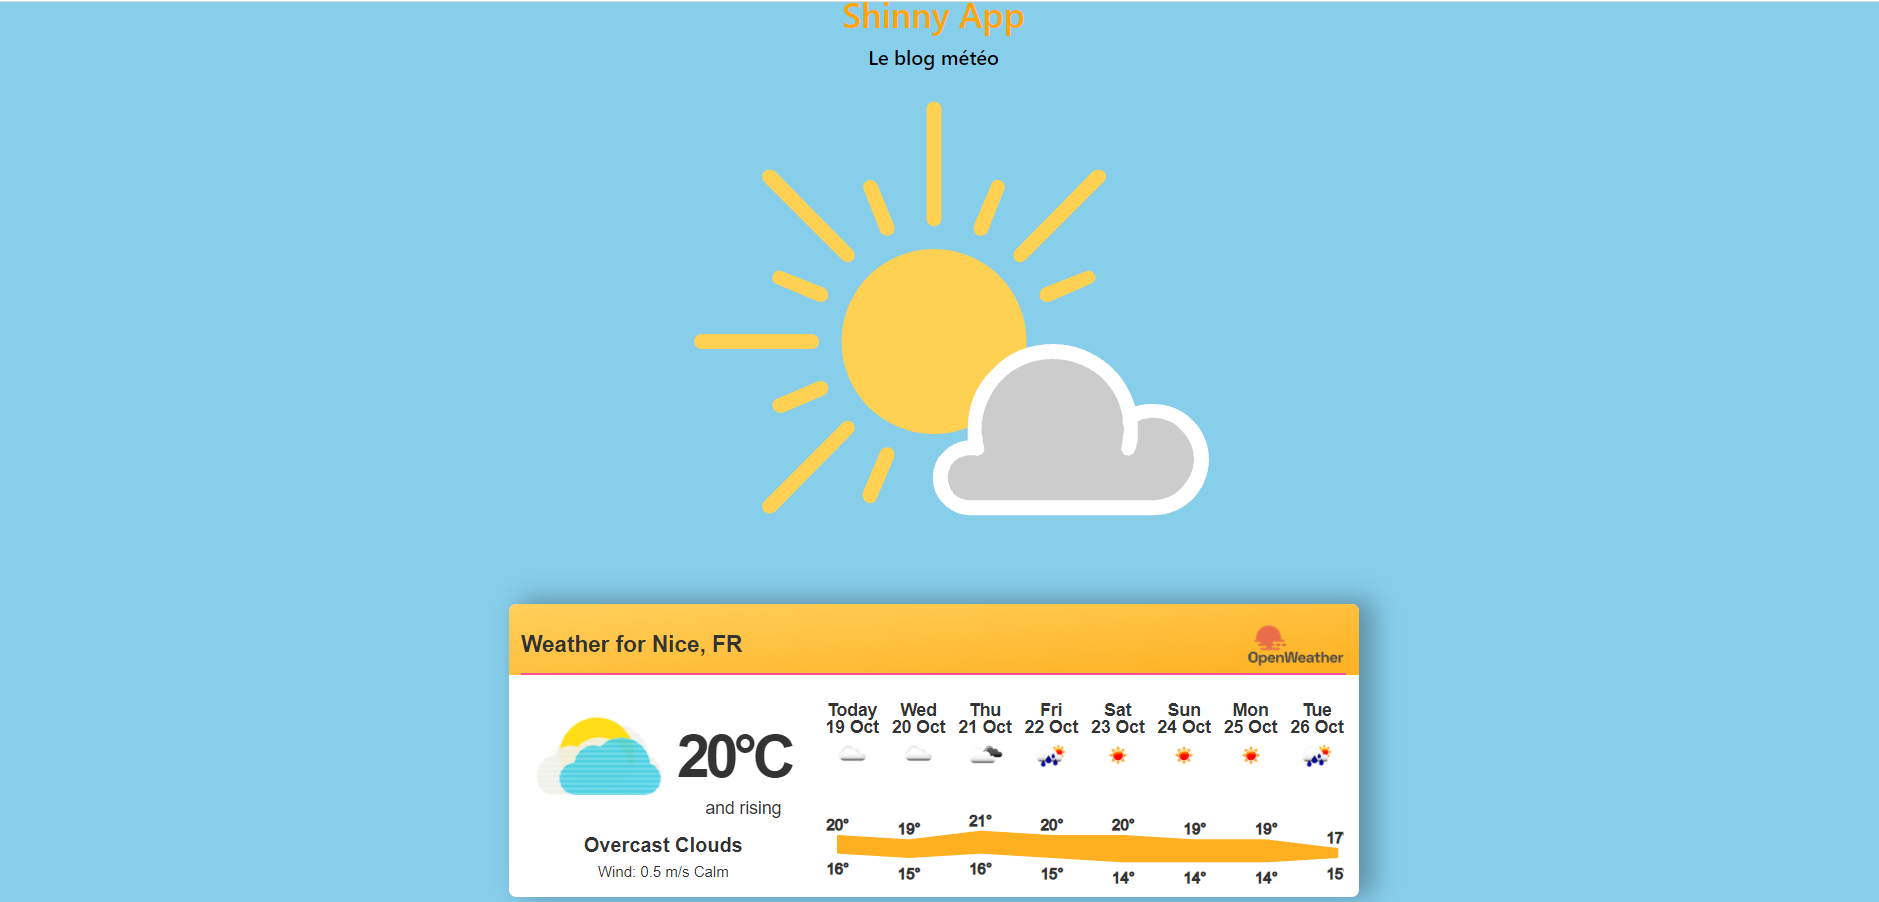 Shinny App
Le blog météo
Weather for Nice, FR
OpenWeather
20°C
and rising
Overcast Clouds
Wind: 0.5 m/s Calm
Today Wed Thu Fri Sat Sun Mon Tue
19 Oct 20 Oct 21 Oct 22 Oct 23 Oct 24 Oct 25 Oct 26 Oct
20° 19° 21° 20° 20° 19° 19° 17
16° 15° 16° 15° 14° 14° 14° 15